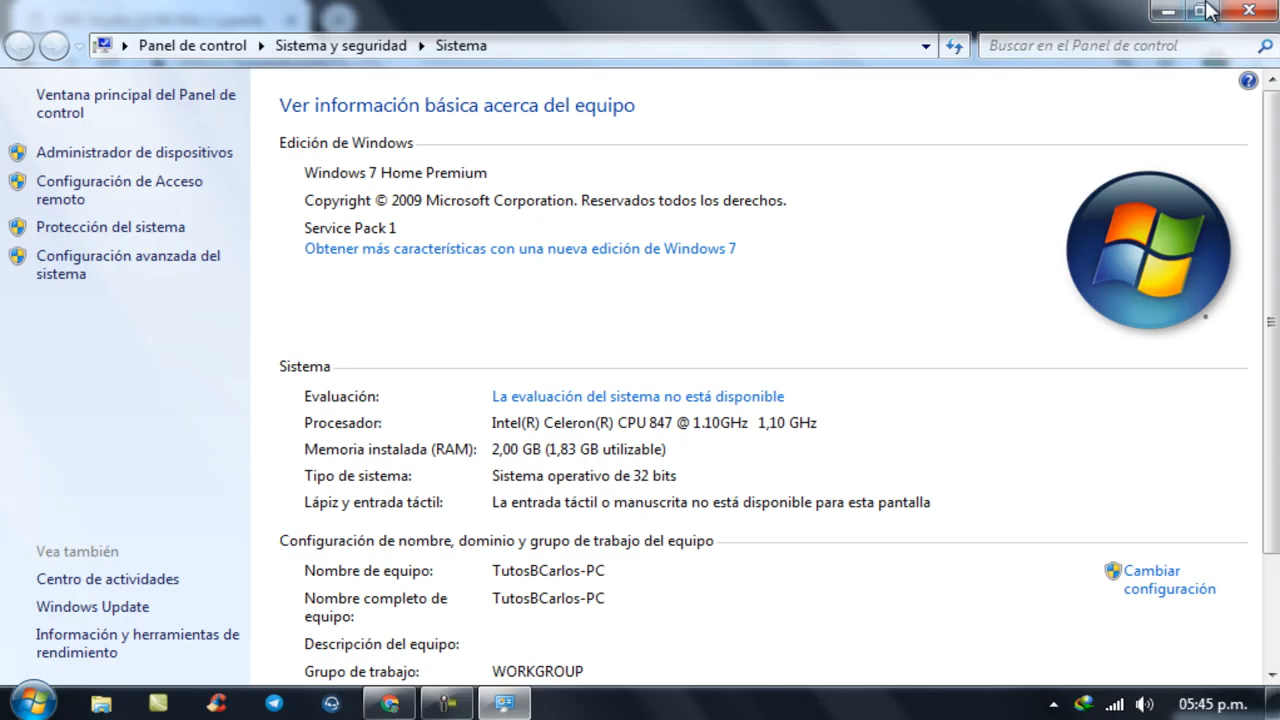 Panel de control ▸ Sistema y seguridad ▸ Sistema
Buscar en el Panel de control
Ventana principal del Panel de
control
Administrador de dispositivos
Configuración de Acceso
remoto
Protección del sistema
Configuración avanzada del
sistema
Vea también
Centro de actividades
Windows Update
Información y herramientas de
rendimiento
Ver información básica acerca del equipo
Edición de Windows
Windows 7 Home Premium
Copyright © 2009 Microsoft Corporation. Reservados todos los derechos.
Service Pack 1
Obtener más características con una nueva edición de Windows 7
Sistema
Evaluación: La evaluación del sistema no está disponible
Procesador: Intel(R) Celeron(R) CPU 847 @ 1.10GHz 1,10 GHz
Memoria instalada (RAM): 2,00 GB (1,83 GB utilizable)
Tipo de sistema: Sistema operativo de 32 bits
Lápiz y entrada táctil: La entrada táctil o manuscrita no está disponible para esta pantalla
Configuración de nombre, dominio y grupo de trabajo del equipo
Nombre de equipo: TutosBCarlos-PC
Cambiar
configuración
Nombre completo de
equipo:
TutosBCarlos-PC
Descripción del equipo:
Grupo de trabajo: WORKGROUP
05:45 p.m.